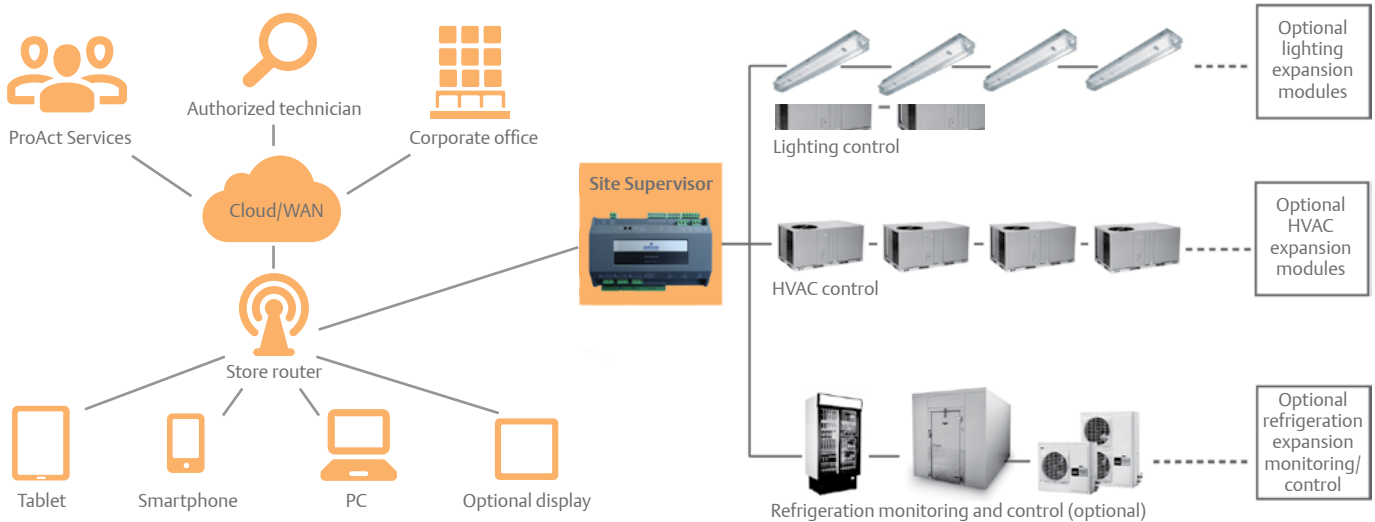 ProAct Services
Authorized technician
Corporate office
Cloud/WAN
Store router
Tablet
Smartphone
PC
Optional display
Site Supervisor
Lighting control
Optional
lighting
expansion
modules
HVAC control
Optional
HVAC
expansion
modules
Refrigeration monitoring and control (optional)
Optional
refrigeration
expansion
monitoring/
control